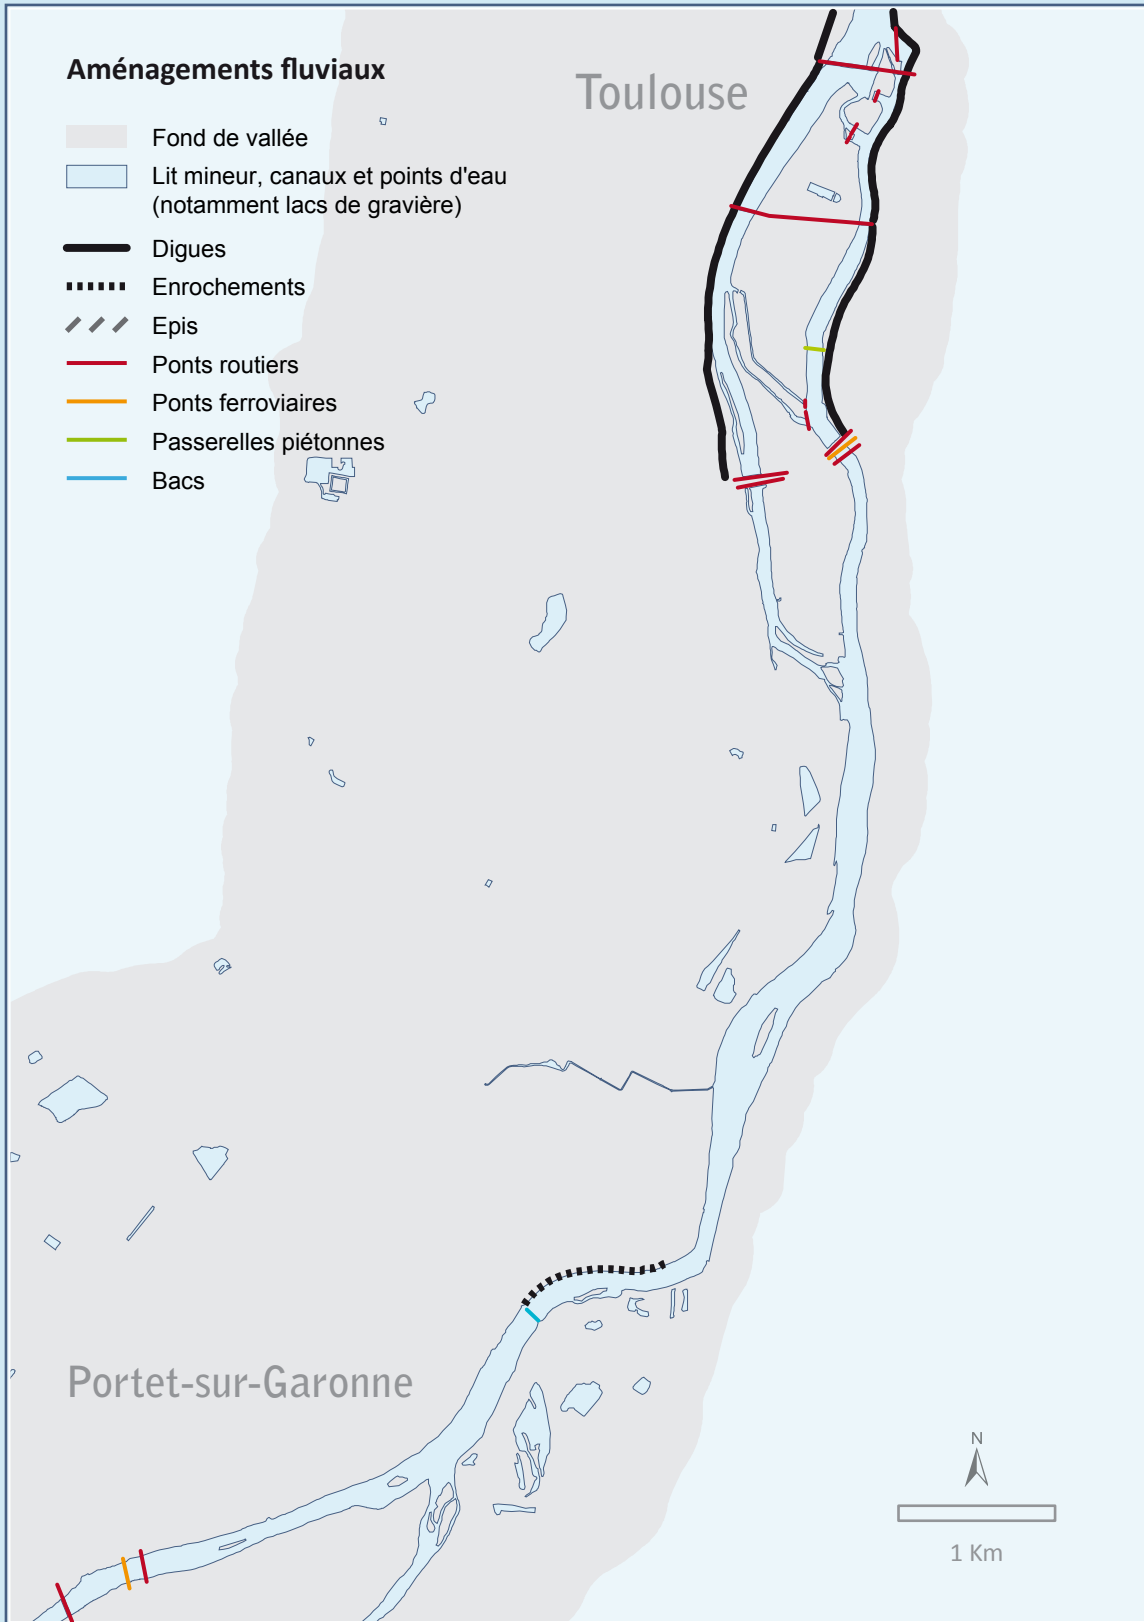 Aménagements fluviaux
Toulouse
Fond de vallée
Lit mineur, canaux et points d'eau
(notamment lacs de gravière)
Digues
Enrochements
Epis
Ponts routiers
Ponts ferroviaires
Passerelles piétonnes
Bacs
Portet-sur-Garonne
N
1 Km